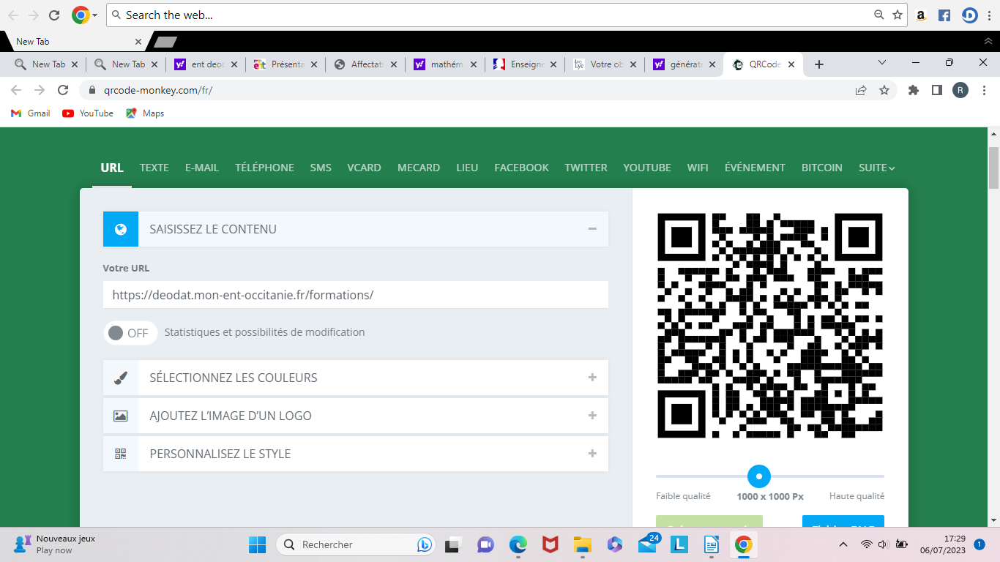 Search the web...
New Tab
New Tab
New Tab
ent deo
Présenta
Affectati
mathém
Enseigne
Votre ob
générate
QRCode
qrcode-monkey.com/fr/
R
Gmail
YouTube
Maps
URL
TEXTE
E-MAIL
TÉLÉPHONE
SMS
VCARD
MECARD
LIEU
FACEBOOK
TWITTER
YOUTUBE
WIFI
ÉVÉNEMENT
BITCOIN
SUITE
SAISISSEZ LE CONTENU
Votre URL
https://deodat.mon-ent-occitanie.fr/formations/
OFF
Statistiques et possibilités de modification
SÉLECTIONNEZ LES COULEURS
AJOUTEZ L’IMAGE D’UN LOGO
PERSONNALISEZ LE STYLE
Faible qualité
1000 x 1000 Px
Haute qualité
Nouveaux jeux
Play now
Rechercher
24
L
17:29
06/07/2023
1